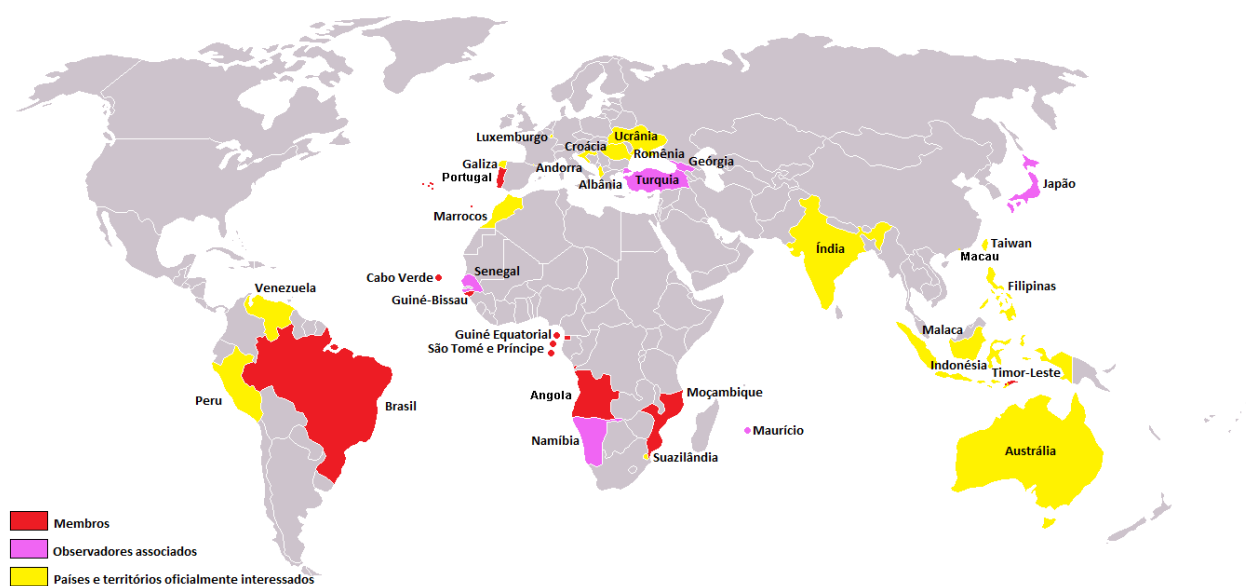 Luxemburgo
Ucrânia
Croácia
Romênia
Galiza
Andorra
Geórgia
Portugal
Albânia
Turquia
Japão
Marrocos
Índia
Taiwan
Macau
Cabo Verde
Senegal
Filipinas
Venezuela
Guiné-Bissau
Malaca
Guiné Equatorial
São Tomé e Príncipe
Indonésia
Timor-Leste
Peru
Brasil
Angola
Moçambique
Namíbia
Maurício
Suazilândia
Austrália
Membros
Observadores associados
Países e territórios oficialmente interessados